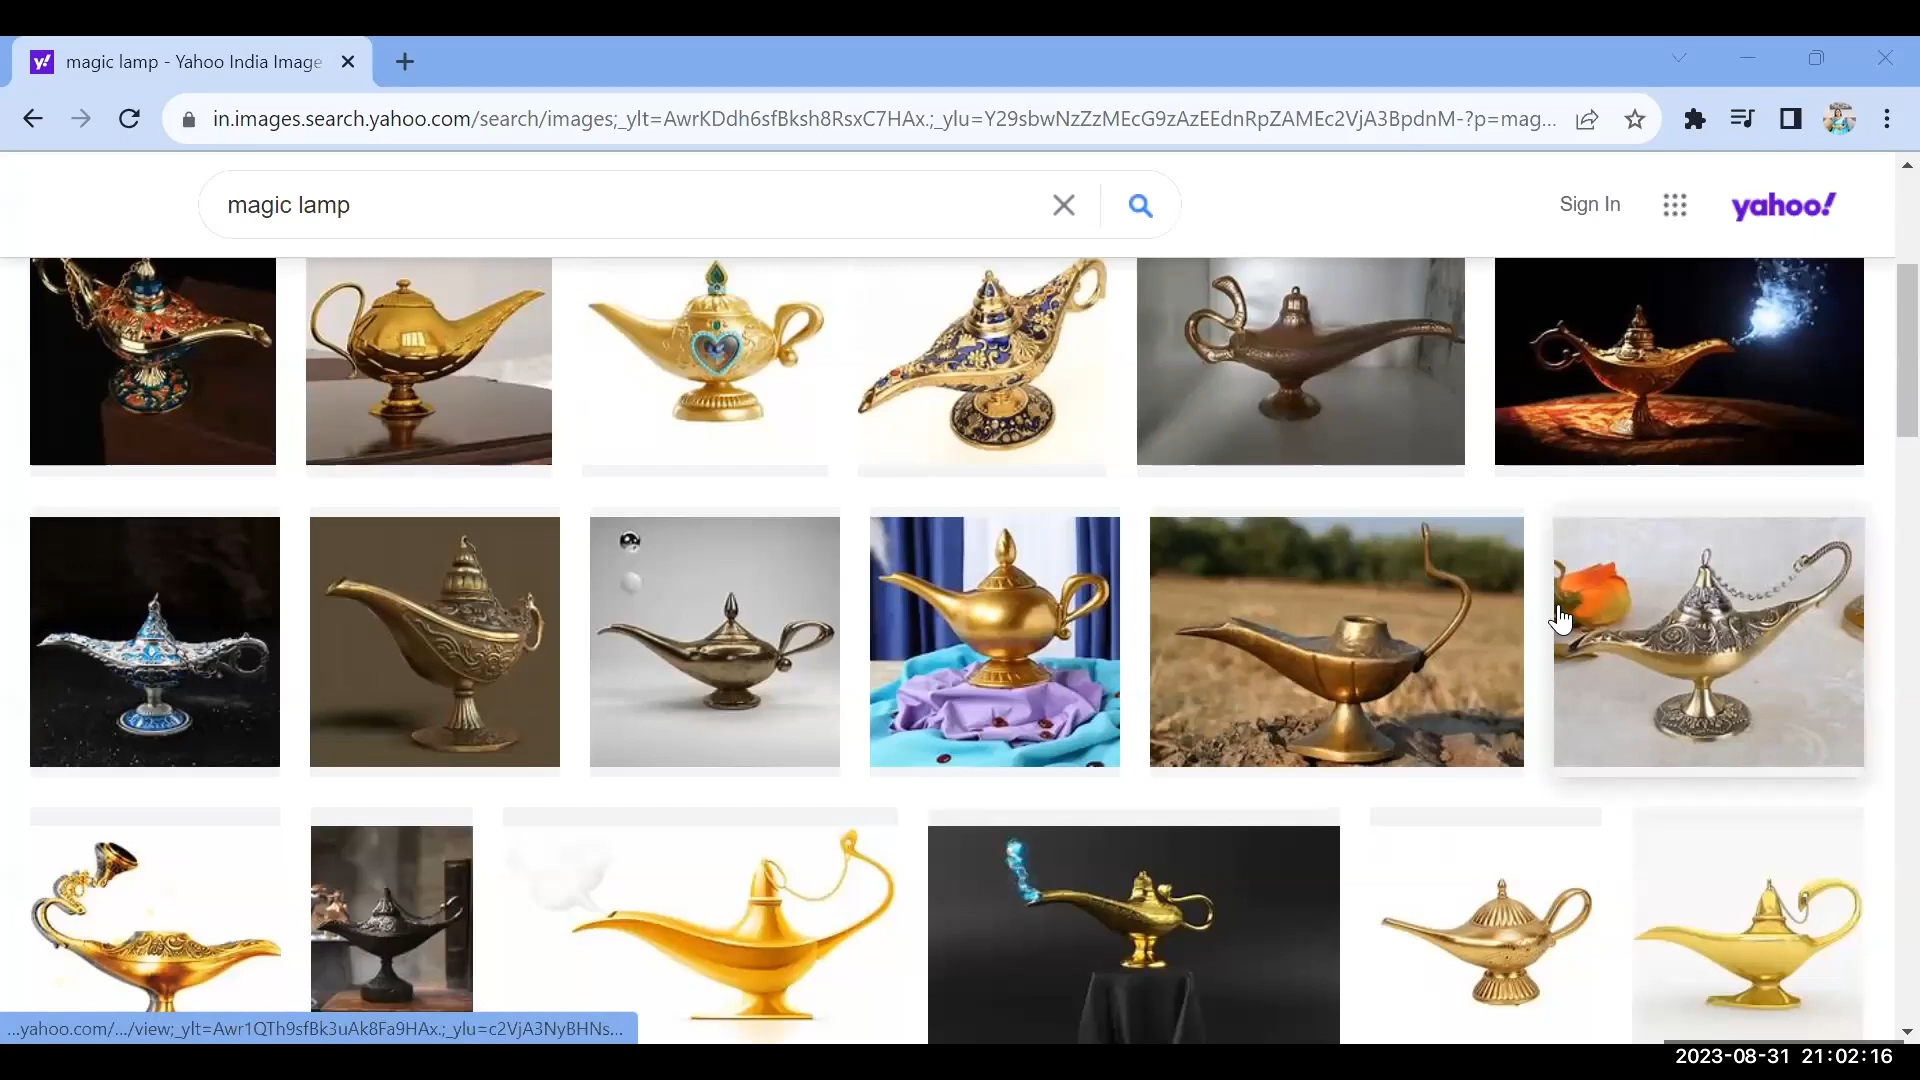 magic lamp - Yahoo India Image
in.images.search.yahoo.com/search/images;_ylt=AwrKDdh6sfBksh8RsxC7HAx.;_ylu=Y29sbwNzZzMEcG9zAzEEdnRpZAMEc2VjA3BpdnM-?p=mag...
magic lamp
Sign In
yahoo!
...yahoo.com/.../view;_ylt=Awr1QTh9sfBk3uAk8Fa9HAx.;_ylu=c2VjA3NyBHNs...
2023-08-31 21:02:16